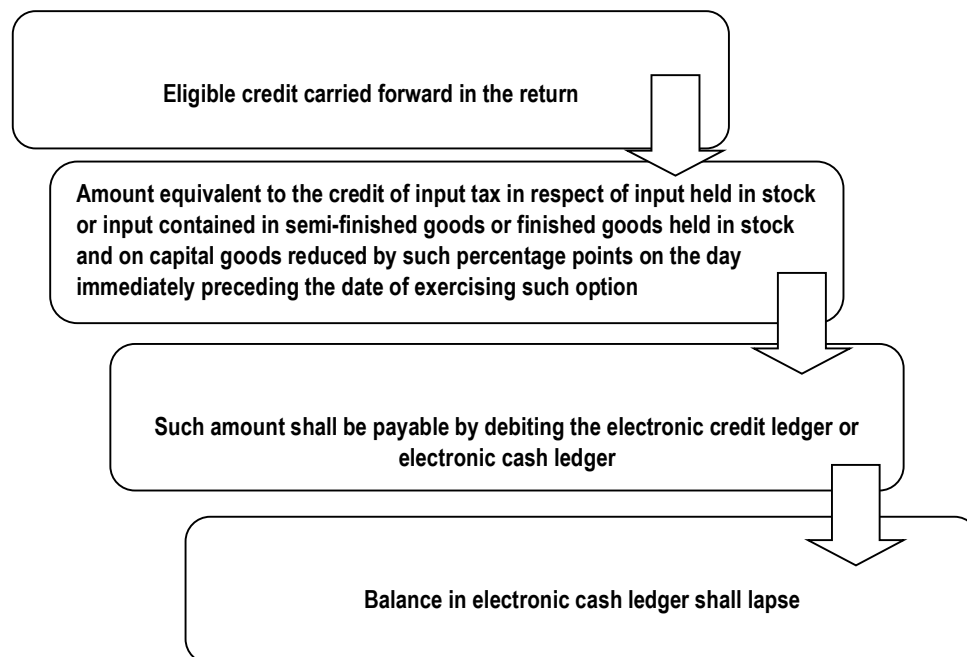 Eligible credit carried forward in the return
Amount equivalent to the credit of input tax in respect of input held in stock
or input contained in semi-finished goods or finished goods held in stock
and on capital goods reduced by such percentage points on the day
immediately preceding the date of exercising such option
Such amount shall be payable by debiting the electronic credit ledger or
electronic cash ledger
Balance in electronic cash ledger shall lapse